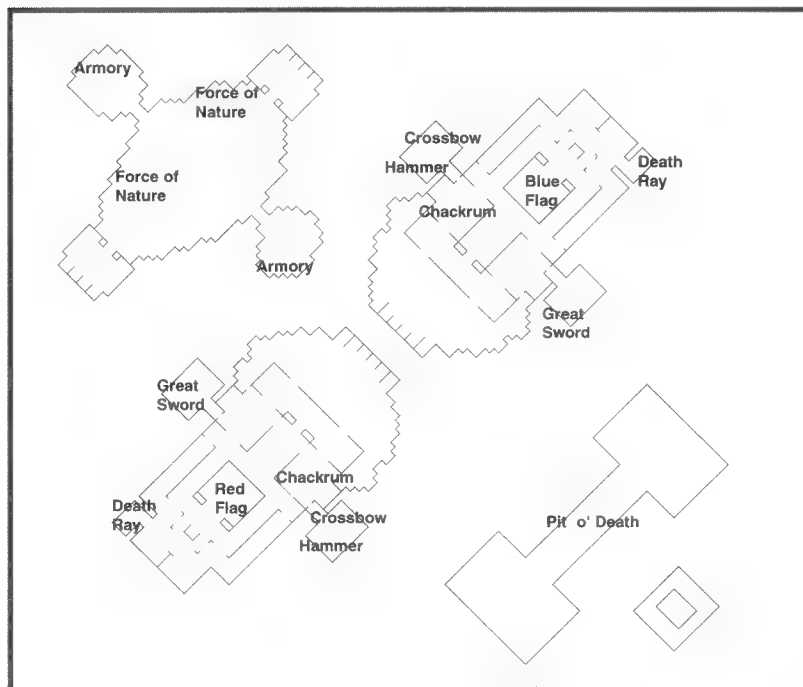 Armory
Force of
Nature
Force of
Nature
Armory
Crossbow
Hammer
Chackrum
Blue
Flag
Death
Ray
Great
Sword
Great
Sword
Chackrum
Red
Flag
Death
Ray
Crossbow
Hammer
Pit o' Death